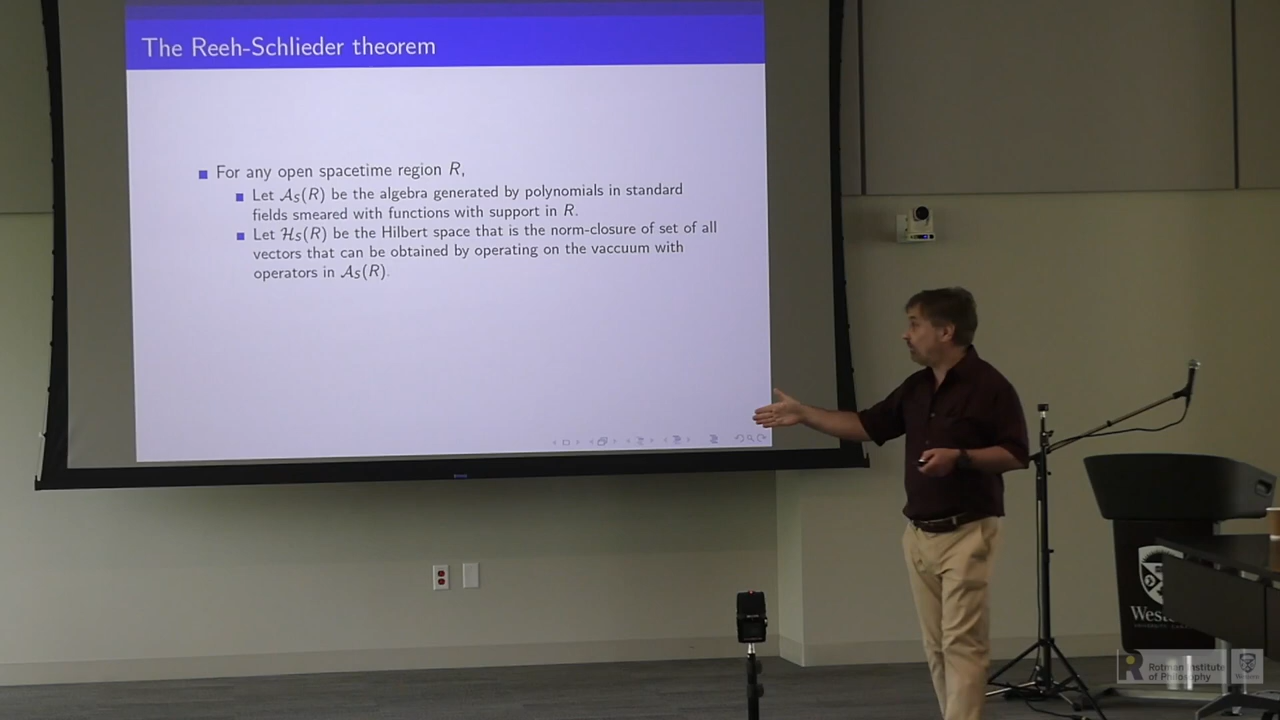 The Reeh-Schlieder theorem
For any open spacetime region R,
Let 𝒜_S(R) be the algebra generated by polynomials in standard
fields smeared with functions with support in R.
Let ℋ_S(R) be the Hilbert space that is the norm-closure of set of all
vectors that can be obtained by operating on the vaccuum with
operators in 𝒜_S(R).
Rotman Institute
of Philosophy
Western